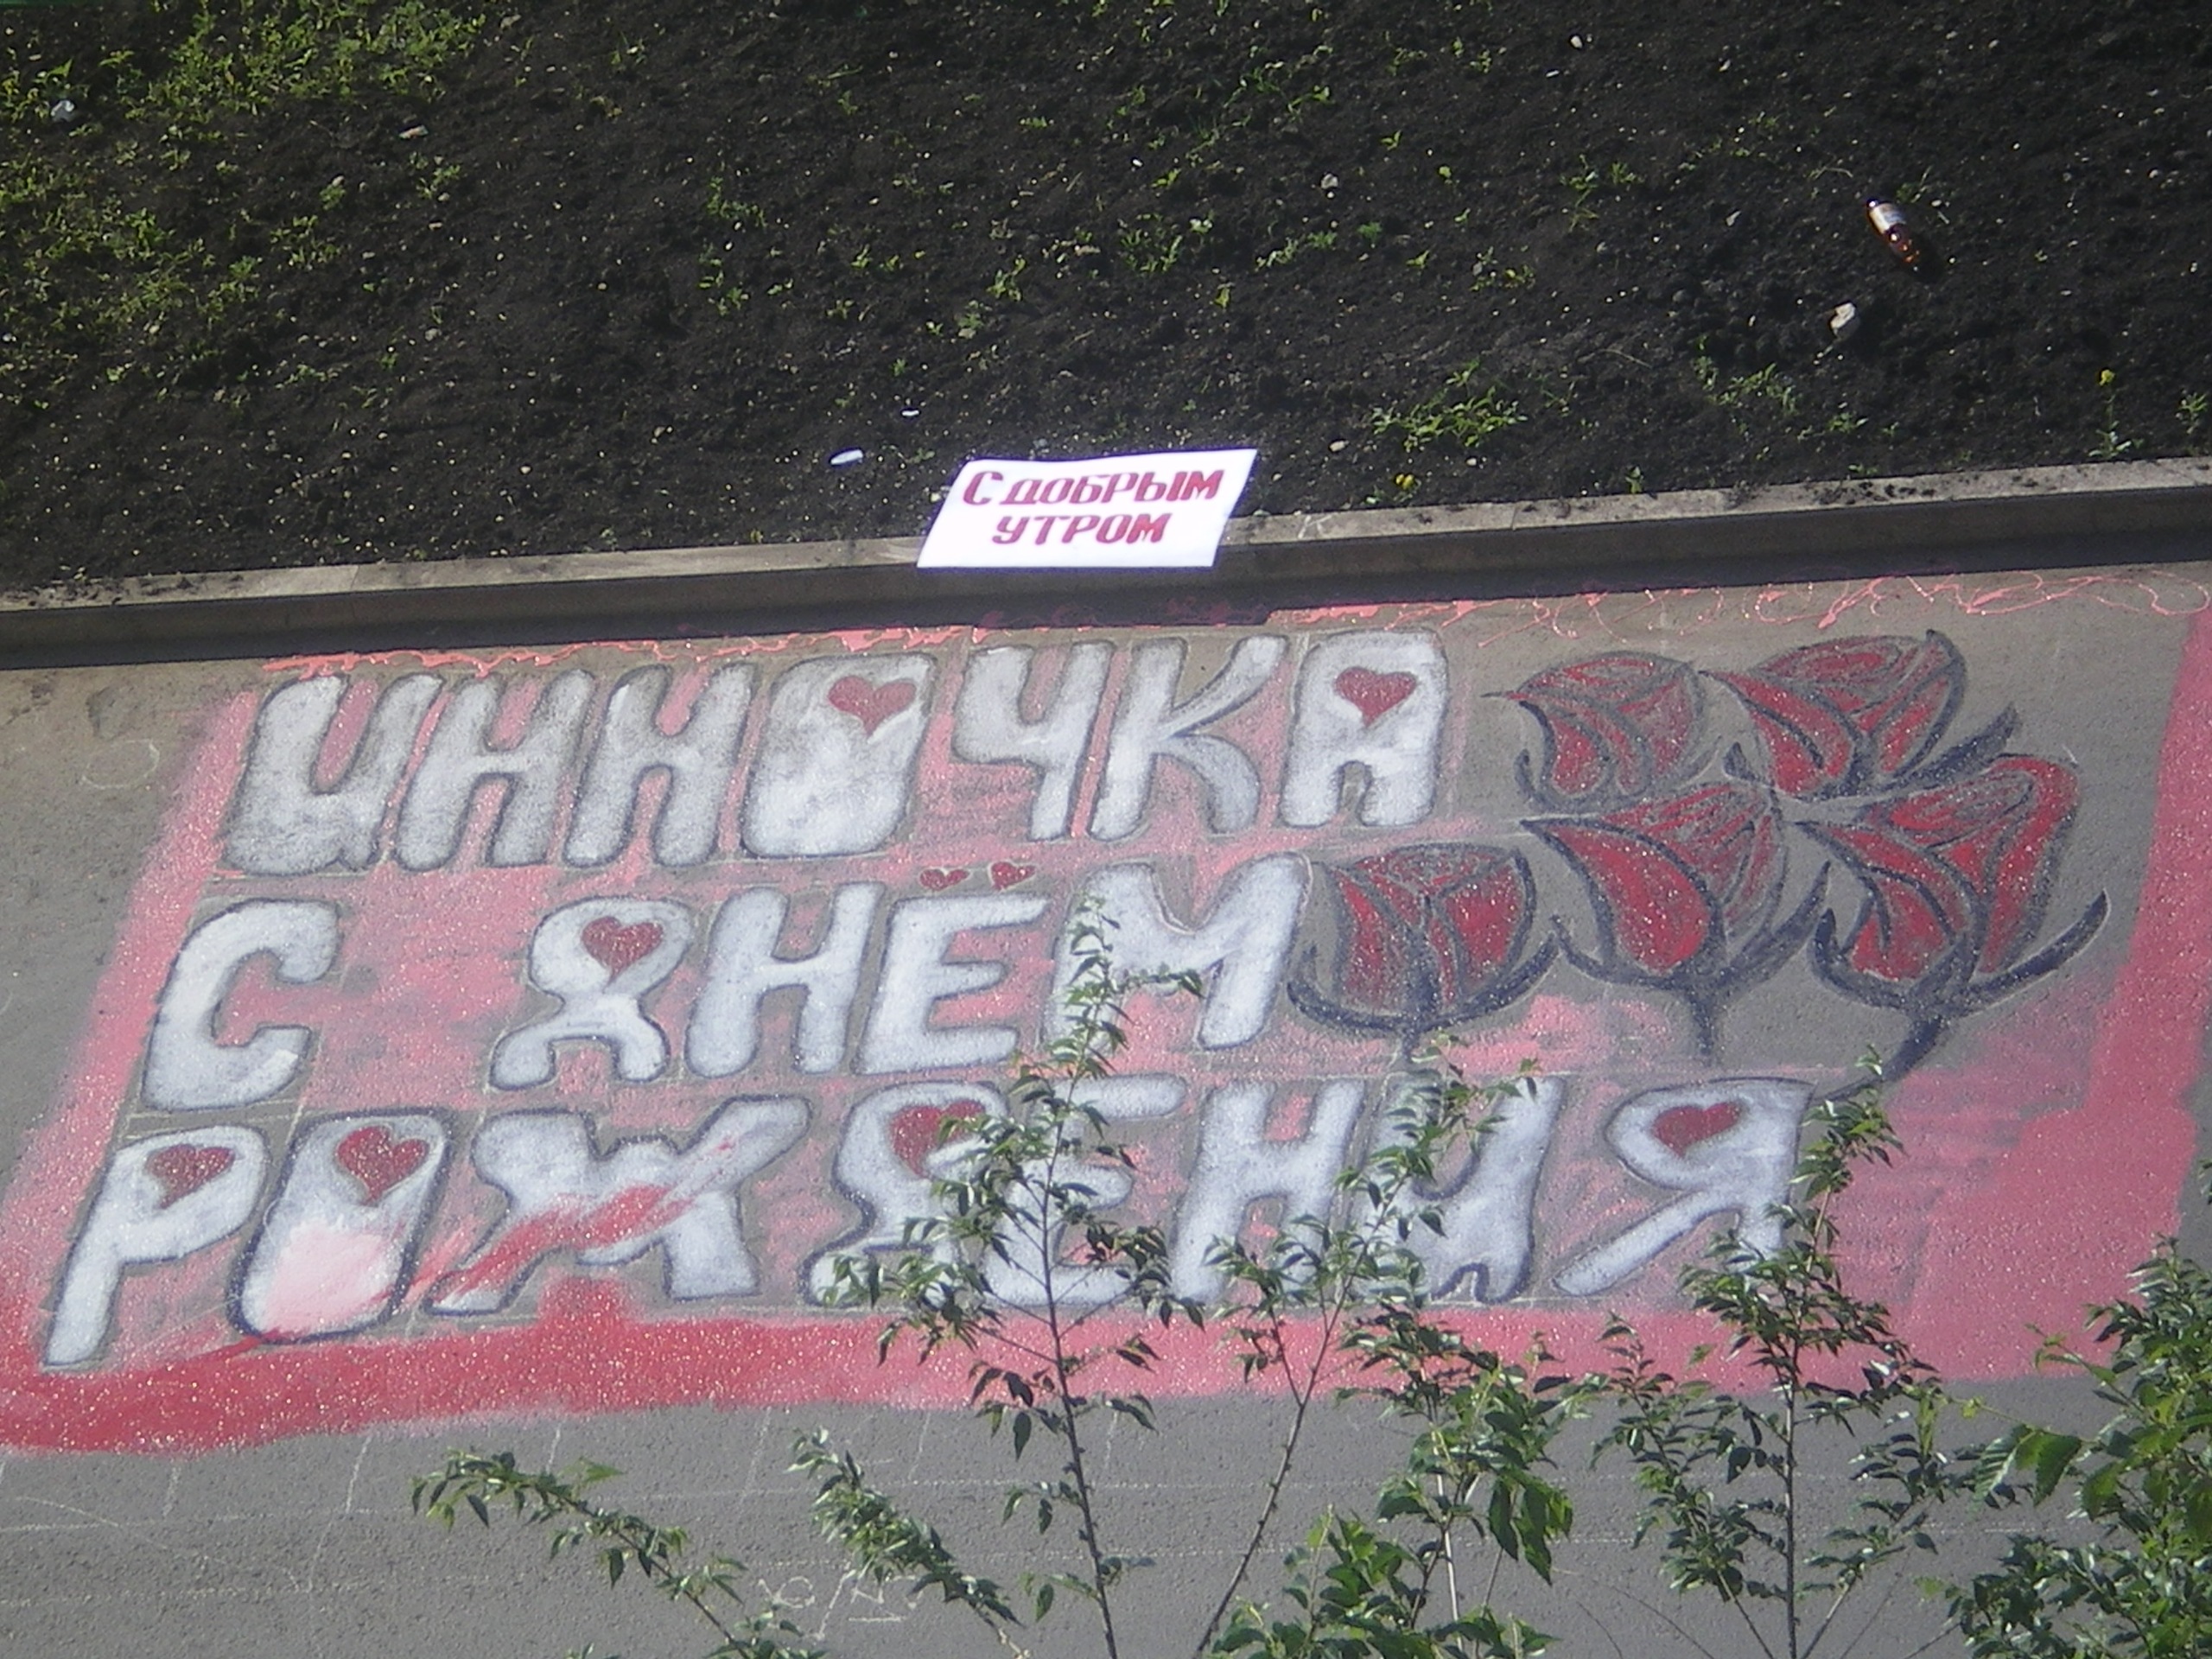 С ДОБРЫМ
УТРОМ
ИННОЧКА
С ДНЁМ
РОЖДЕНИЯ